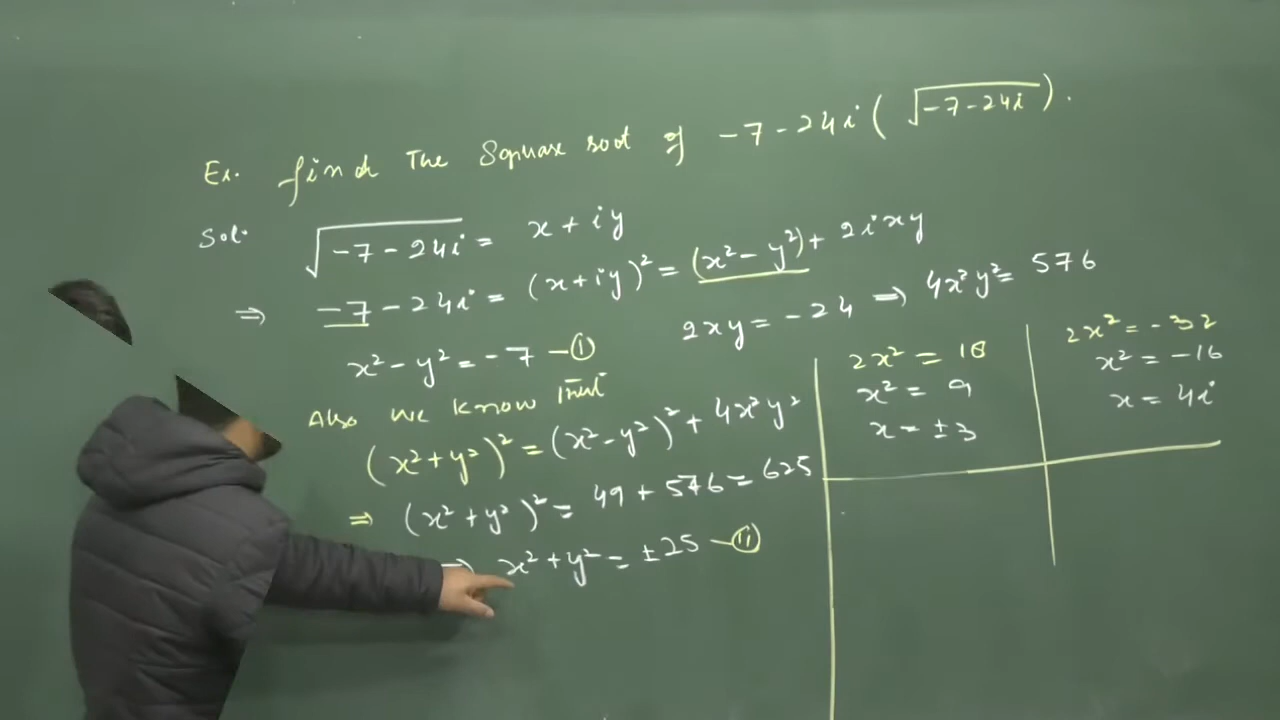 Ex. find The Square root of -7-24i ( √-7-24i ).
Sol. √-7-24i = x + iy
⇒ -7-24i = (x+iy)² = (x²-y²) + 2ixy
x²-y² = -7 -①
2xy = -24 ⇒ 4x²y² = 576
Also we know that
(x²+y²)² = (x²-y²)² + 4x²y²
⇒ (x²+y²)² = 49 + 576 = 625
⇒ x²+y² = ±25 -⑪
2x² = 18
x² = 9
x = ±3
2x² = -32
x² = -16
x = 4i